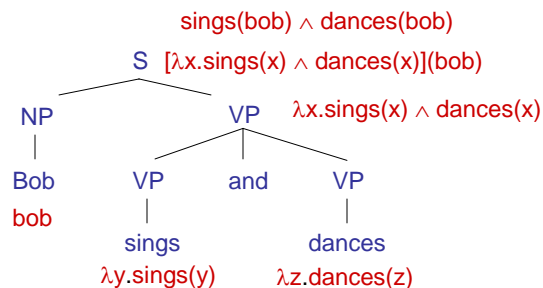 sings(bob) ∧ dances(bob)
S [λx.sings(x) ∧ dances(x)](bob)
NP VP λx.sings(x) ∧ dances(x)
Bob VP and VP
bob
sings dances
λy.sings(y) λz.dances(z)